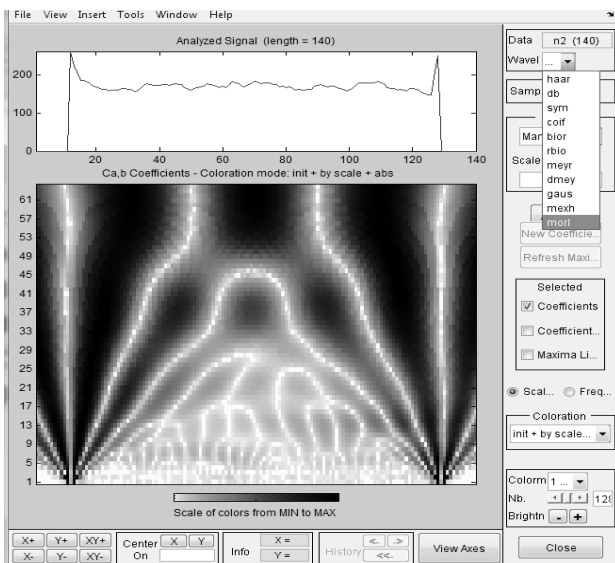 File View Insert Tools Window Help
Analyzed Signal (length = 140)
200
100
0
20 40 60 80 100 120 140
Ca,b Coefficients - Coloration mode: init + by scale + abs
61
57
53
49
45
41
37
33
29
25
21
17
13
9
5
1
Scale of colors from MIN to MAX
X+ Y+ XY+
X- Y- XY-
Center On X Y
Info X = Y =
History <- -> <<-
View Axes
Data n2 (140)
Wavel ...
haar
db
sym
coif
bior
rbio
meyr
dmey
gaus
mexh
morl
Samp
Man
Scale
New Coefficie...
Refresh Maxi...
Selected
Coefficients
Coefficient...
Maxima Li...
Scal... Freq...
Coloration
init + by scale...
Colorm 1 ...
Nb. 128
Brightn - +
Close